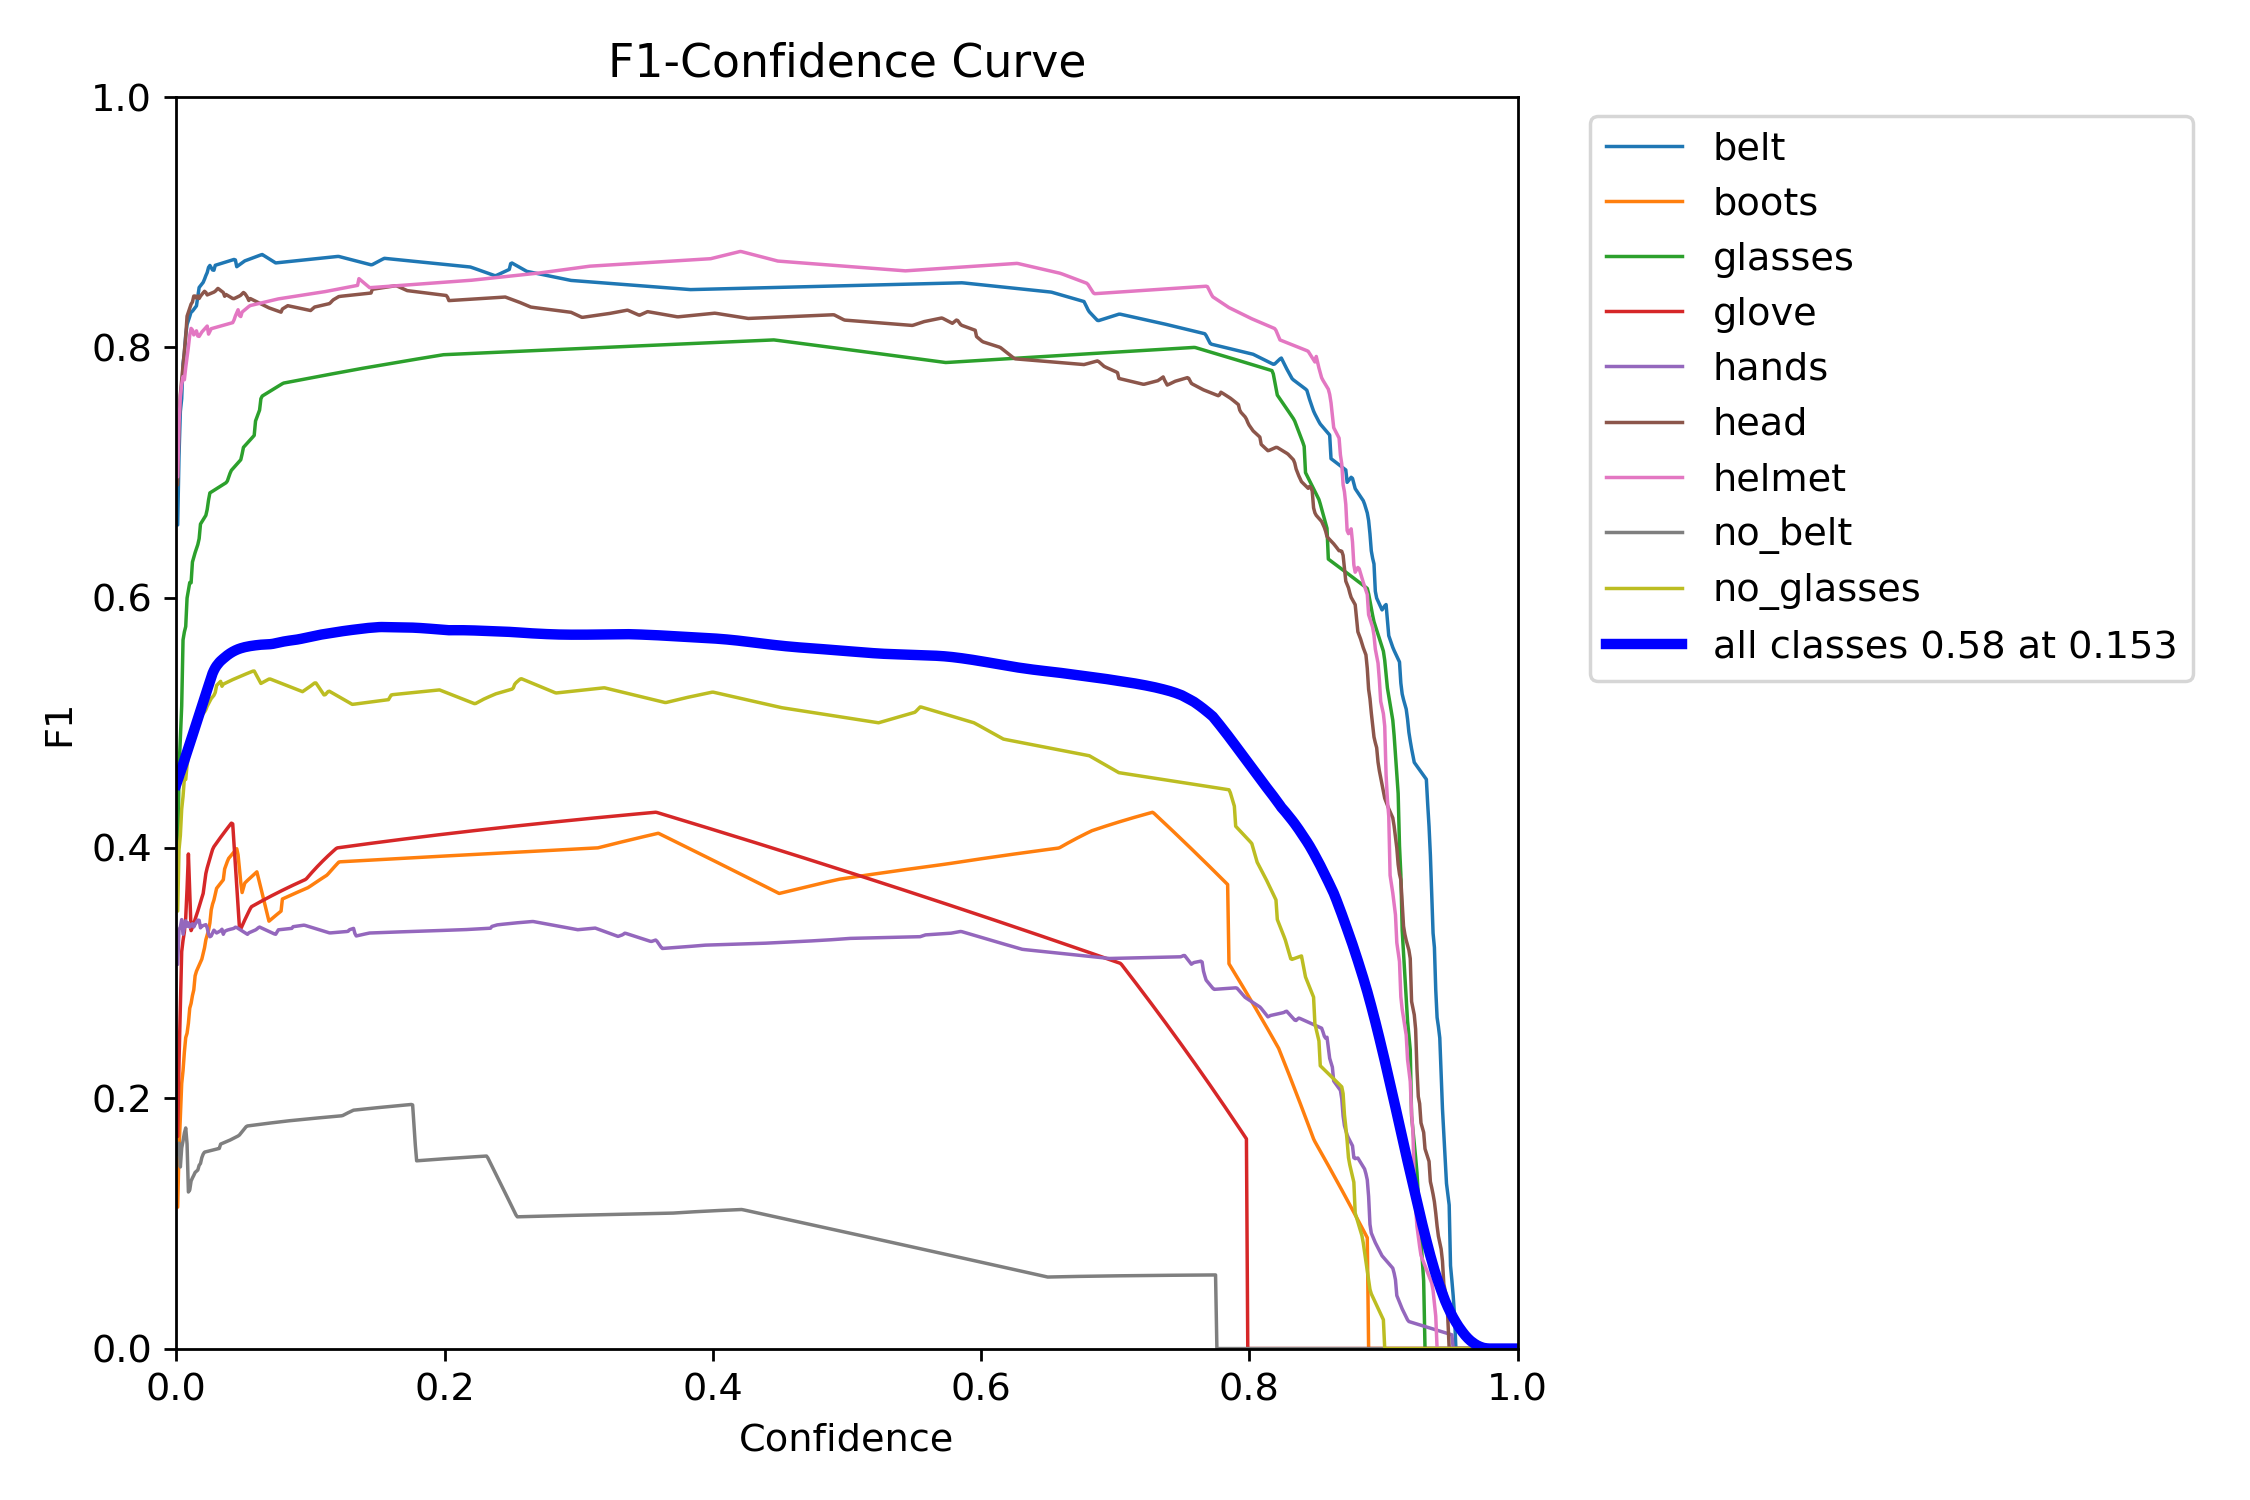 F1-Confidence Curve
1.0
0.8
0.6
0.4
0.2
0.0
F1
0.0 0.2 0.4 0.6 0.8 1.0
Confidence
belt
boots
glasses
glove
hands
head
helmet
no_belt
no_glasses
all classes 0.58 at 0.153